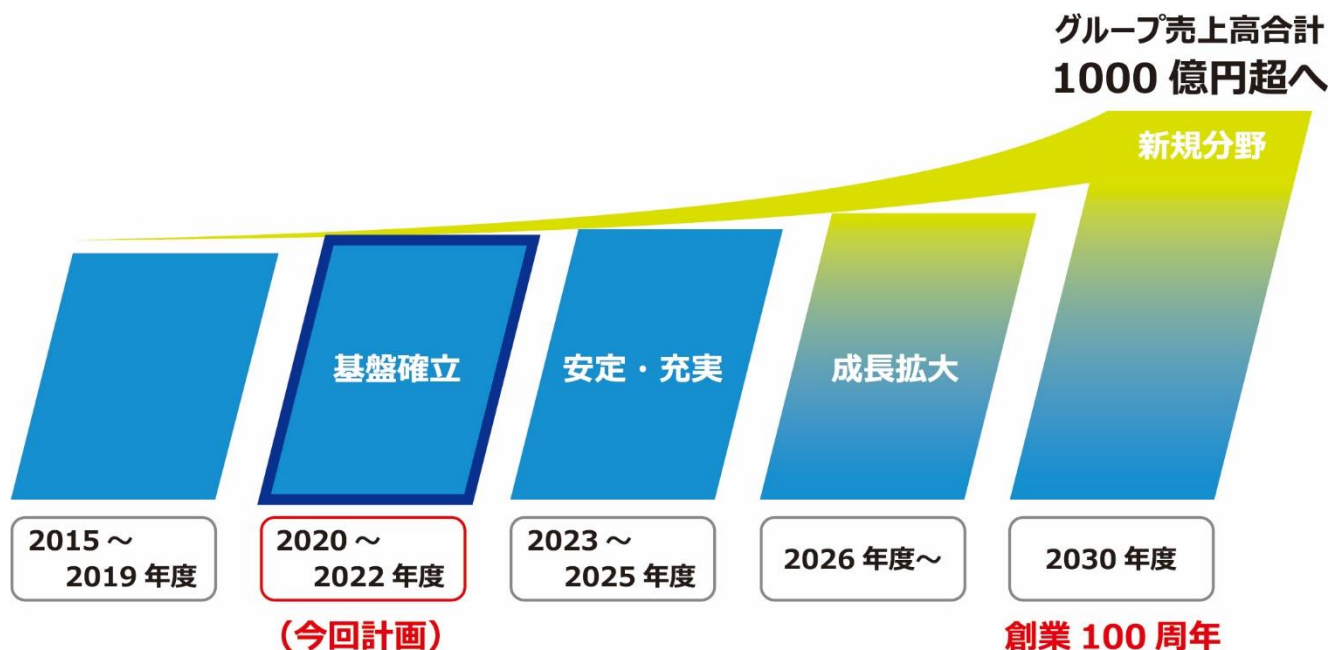 グループ売上高合計
1000 億円超へ
新規分野
基盤確立
安定・充実
成長拡大
2015～
2019 年度
2020～
2022 年度
2023～
2025 年度
2026 年度～
2030 年度
（今回計画）
創業 100 周年